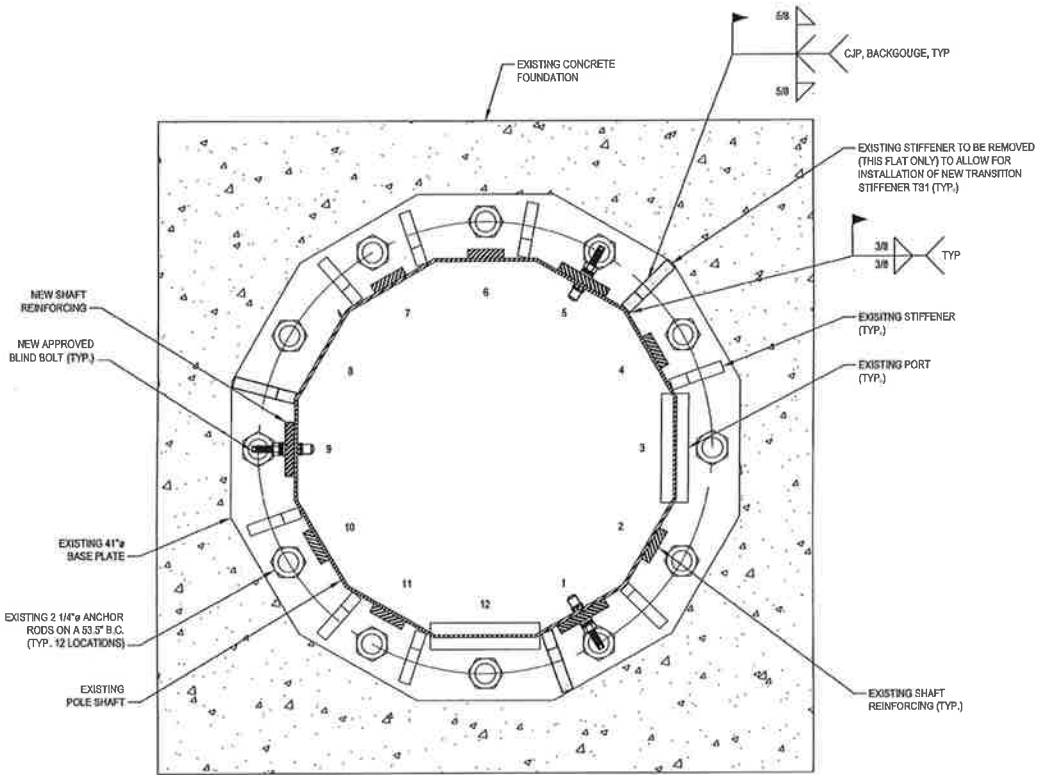 5/8
CJP, BACKGOUGE, TYP
5/8
EXISTING CONCRETE
FOUNDATION
EXISTING STIFFENER TO BE REMOVED
(THIS FLAT ONLY) TO ALLOW FOR
INSTALLATION OF NEW TRANSITION
STIFFENER TS1 (TYP.)
3/8
3/8
TYP
NEW SHAFT
REINFORCING
NEW APPROVED
BLIND BOLT (TYP.)
EXISITNG STIFFENER
(TYP.)
EXISTING PORT
(TYP.)
6
7
5
8
4
9
3
10
2
11
12
1
EXISTING 41"ø
BASE PLATE
EXISTING 2 1/4"ø ANCHOR
RODS ON A 53.5" B.C.
(TYP. 12 LOCATIONS)
EXISTING
POLE SHAFT
EXISTING SHAFT
REINFORCING (TYP.)